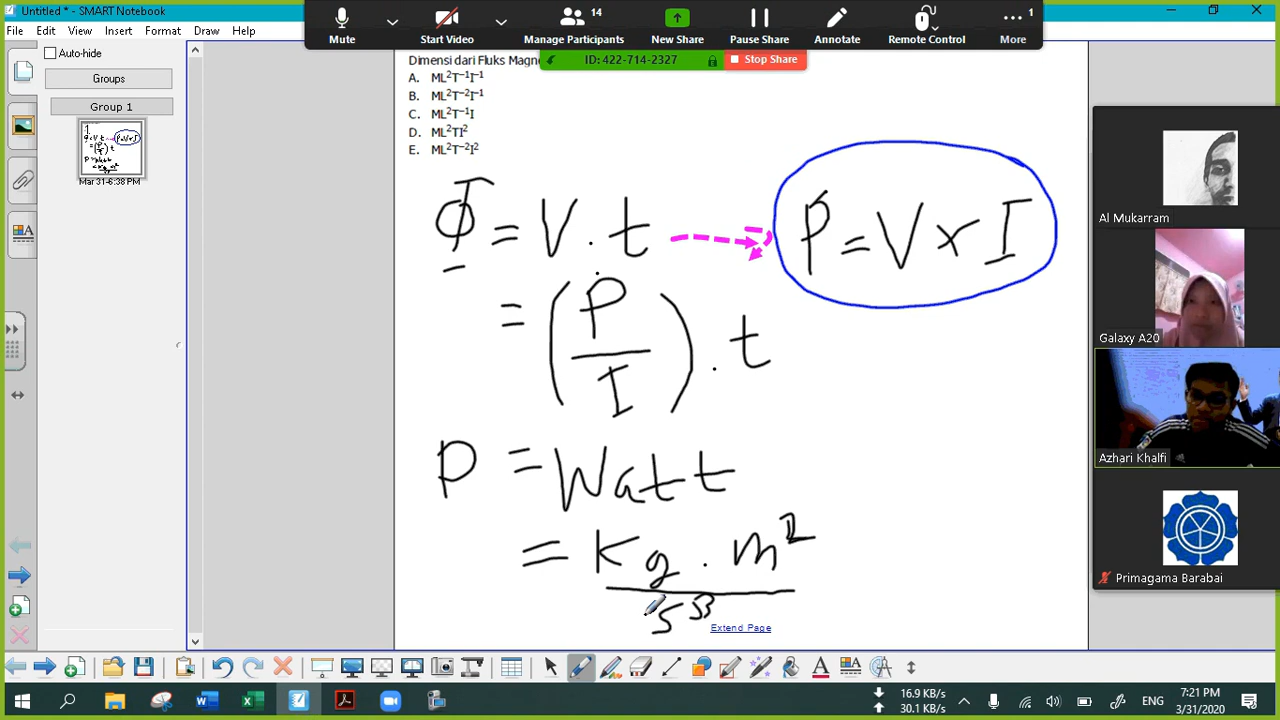 Untitled * - SMART Notebook
File Edit View Insert Format Draw Help
Mute
Start Video
14
Manage Participants
New Share
Pause Share
Annotate
Remote Control
1
More
ID: 422-714-2327
Stop Share
Auto-hide
Groups
Group 1
Mar 31-6:38 PM
Dimensi dari Fluks Magne
A. ML²T⁻¹I⁻¹
B. ML²T⁻²I⁻¹
C. ML²T⁻¹I
D. ML²TI²
E. ML²T⁻²I²
Φ = V . t
P = V x I
= (P/I) . t
P = Watt
= Kg . m²
s³
Extend Page
Al Mukarram
Galaxy A20
Azhari Khalfi
Primagama Barabai
16.9 KB/s
30.1 KB/s
ENG
7:21 PM
3/31/2020